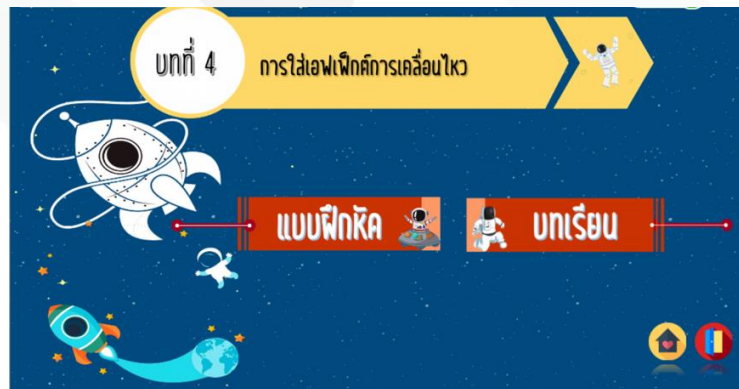 บทที่ 4
การใส่เอฟเฟ็กต์การเคลื่อนไหว
แบบฝึกหัด
บทเรียน